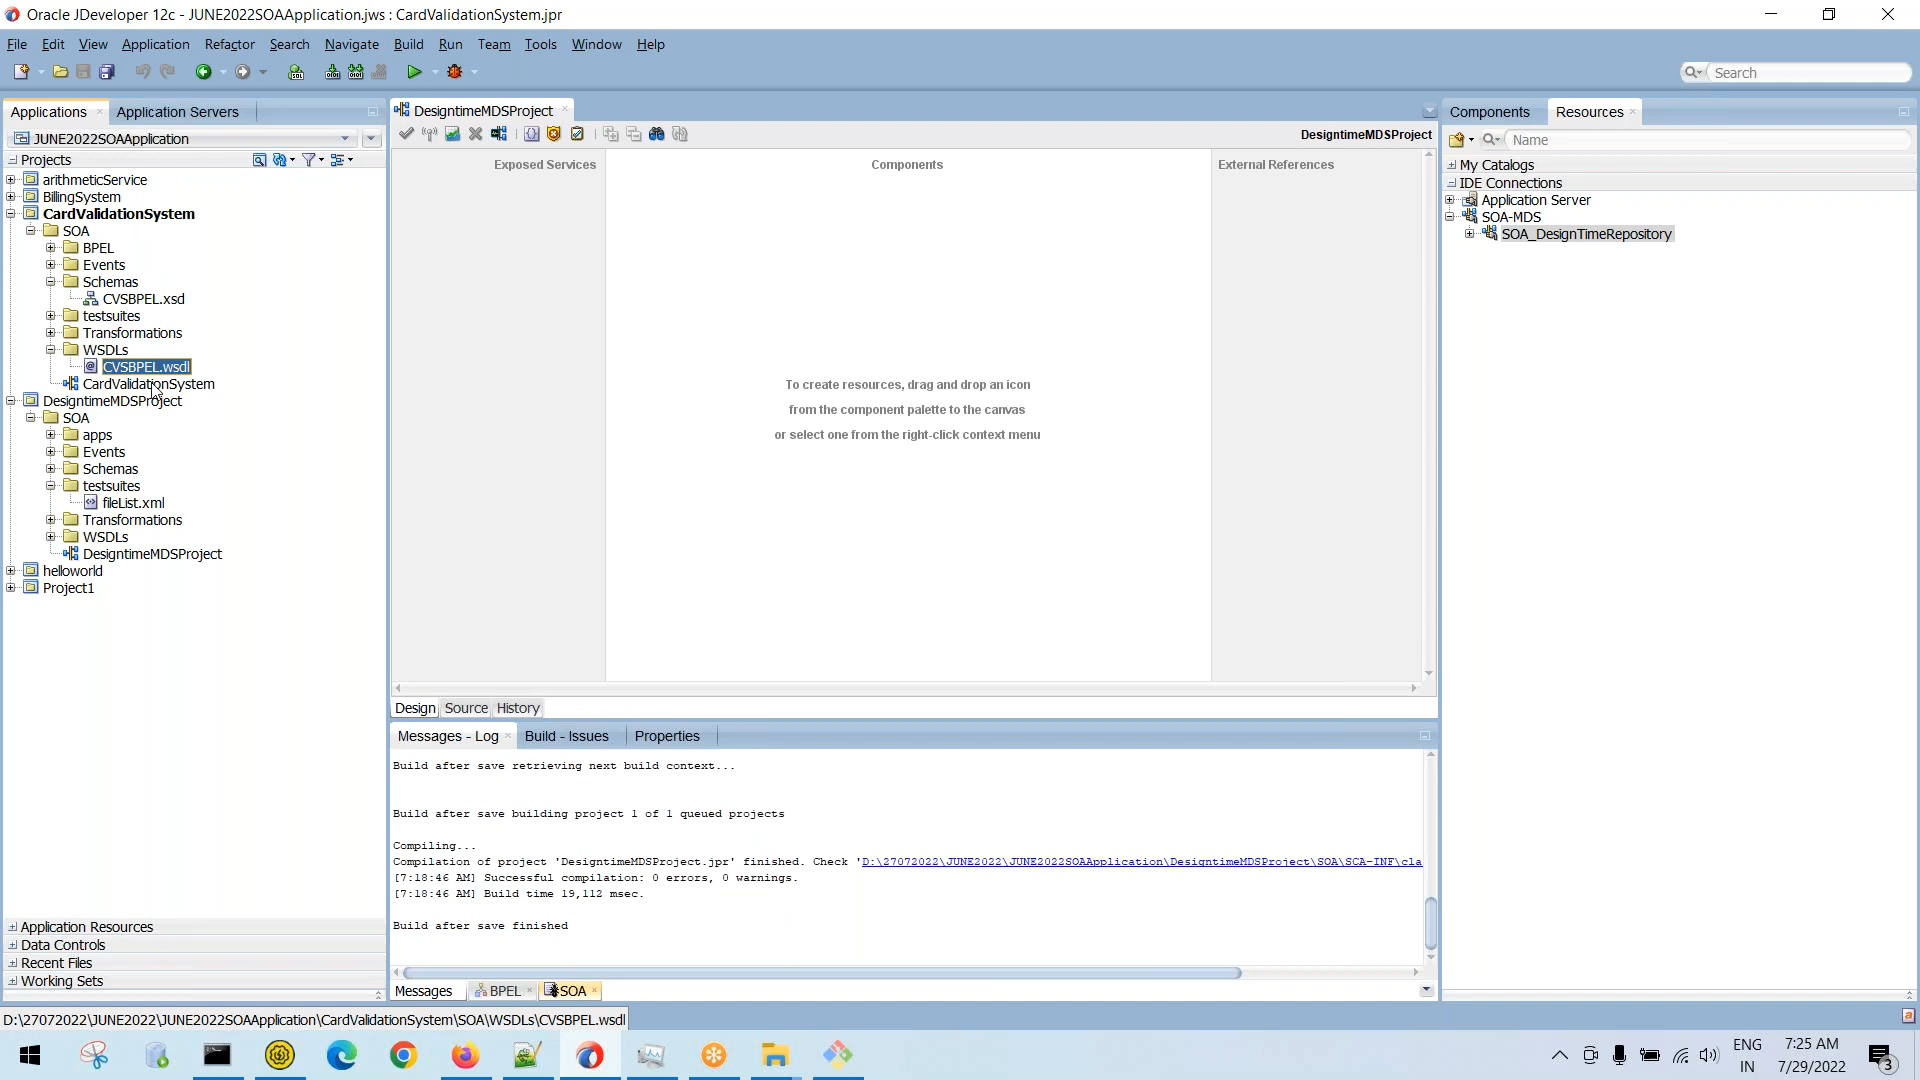 Oracle JDeveloper 12c - JUNE2022SOAApplication.jws : CardValidationSystem.jpr
File Edit View Application Refactor Search Navigate Build Run Team Tools Window Help
Search
Applications
Application Servers
JUNE2022SOAApplication
Projects
arithmeticService
BillingSystem
CardValidationSystem
SOA
BPEL
Events
Schemas
CVSBPEL.xsd
testsuites
Transformations
WSDLs
CVSBPEL.wsdl
CardValidationSystem
DesigntimeMDSProject
SOA
apps
Events
Schemas
testsuites
fileList.xml
Transformations
WSDLs
DesigntimeMDSProject
helloworld
Project1
Application Resources
Data Controls
Recent Files
Working Sets
DesigntimeMDSProject
DesigntimeMDSProject
Exposed Services
Components
External References
To create resources, drag and drop an icon
from the component palette to the canvas
or select one from the right-click context menu
Design Source History
Messages - Log
Build - Issues
Properties
Build after save retrieving next build context...
Build after save building project 1 of 1 queued projects
Compiling...
Compilation of project 'DesigntimeMDSProject.jpr' finished. Check 'D:\27072022\JUNE2022\JUNE2022SOAApplication\DesigntimeMDSProject\SOA\SCA-INF\cla
[7:18:46 AM] Successful compilation: 0 errors, 0 warnings.
[7:18:46 AM] Build time 19,112 msec.
Build after save finished
Messages
BPEL
SOA
Components
Resources
Name
My Catalogs
IDE Connections
Application Server
SOA-MDS
SOA_DesignTimeRepository
D:\27072022\JUNE2022\JUNE2022SOAApplication\CardValidationSystem\SOA\WSDLs\CVSBPEL.wsdl
ENG
IN
7:25 AM
7/29/2022
3